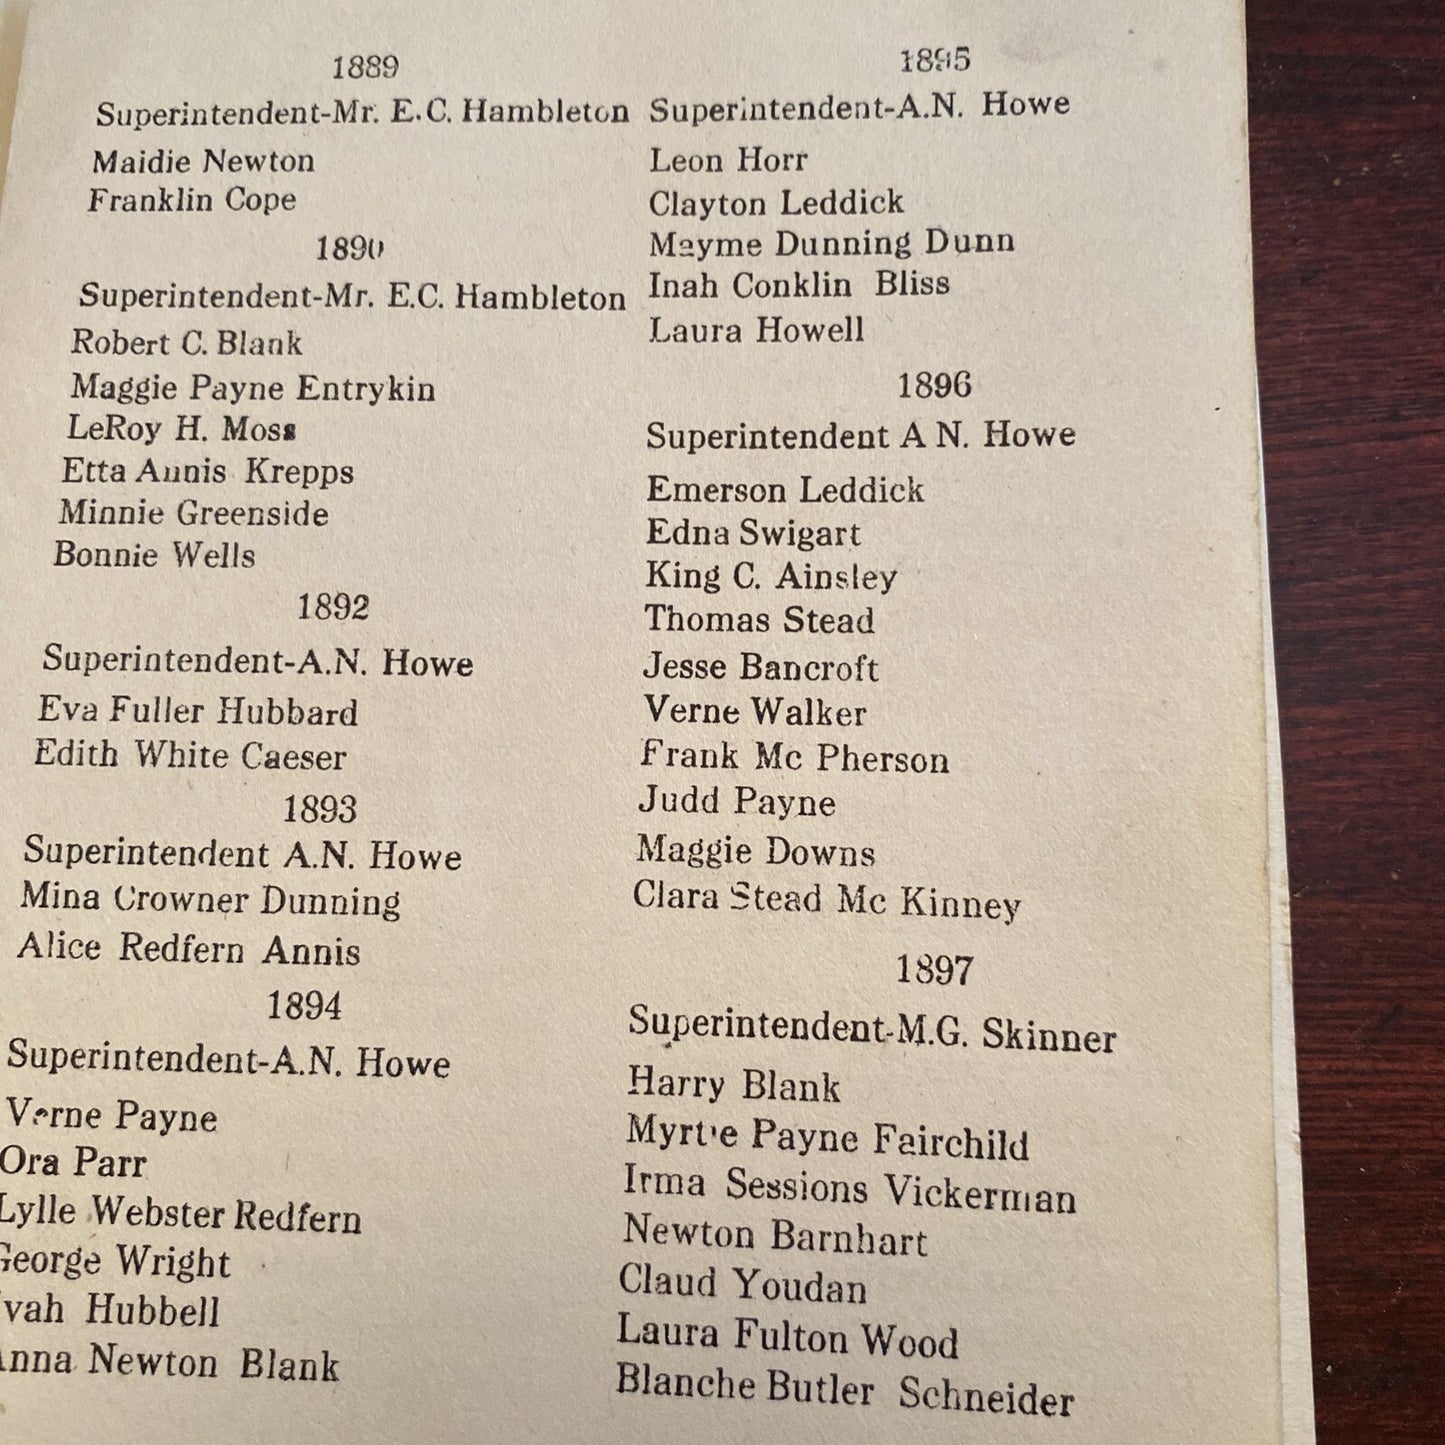 1889
Superintendent-Mr. E.C. Hambleton
Maidie Newton
Franklin Cope
1890
Superintendent-Mr. E.C. Hambleton
Robert C. Blank
Maggie Payne Entrykin
LeRoy H. Moss
Etta Annis Krepps
Minnie Greenside
Bonnie Wells
1892
Superintendent-A.N. Howe
Eva Fuller Hubbard
Edith White Caeser
1893
Superintendent A.N. Howe
Mina Crowner Dunning
Alice Redfern Annis
1894
Superintendent-A.N. Howe
Verne Payne
Ora Parr
Lylle Webster Redfern
George Wright
Hubbell
Anna Newton Blank
1895
Superintendent-A.N. Howe
Leon Horr
Clayton Leddick
Mayme Dunning Dunn
Inah Conklin Bliss
Laura Howell
1896
Superintendent A N. Howe
Emerson Leddick
Edna Swigart
King C. Ainsley
Thomas Stead
Jesse Bancroft
Verne Walker
Frank Mc Pherson
Judd Payne
Maggie Downs
Clara Stead Mc Kinney
1897
Superintendent-M.G. Skinner
Harry Blank
Myrtie Payne Fairchild
Irma Sessions Vickerman
Newton Barnhart
Claud Youdan
Laura Fulton Wood
Blanche Butler Schneider